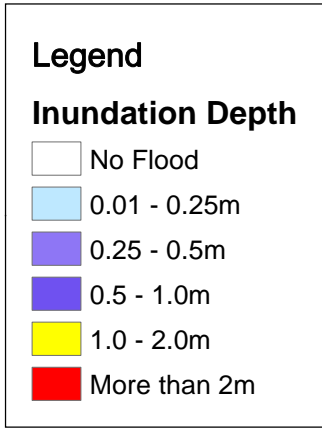 Legend
Inundation Depth
No Flood
0.01 - 0.25m
0.25 - 0.5m
0.5 - 1.0m
1.0 - 2.0m
More than 2m